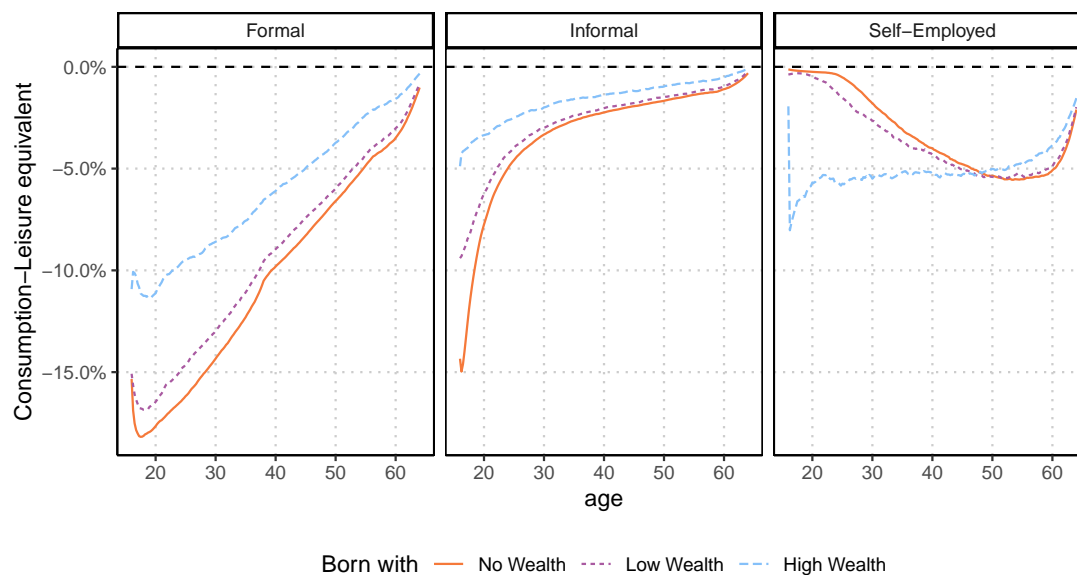 Formal Informal Self−Employed
Consumption−Leisure equivalent
0.0%
−5.0%
−10.0%
−15.0%
20 30 40 50 60 20 30 40 50 60 20 30 40 50 60
age
Born with No Wealth Low Wealth High Wealth